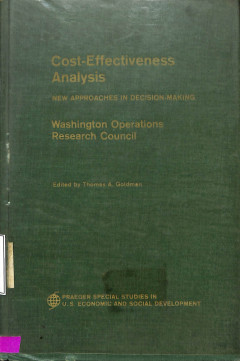 Cost-Effectiveness
Analysis
NEW APPROACHES IN DECISION-MAKING
Washington Operations
Research Council
Edited by Thomas A. Goldman
PRAEGER SPECIAL STUDIES IN
U.S. ECONOMIC AND SOCIAL DEVELOPMENT